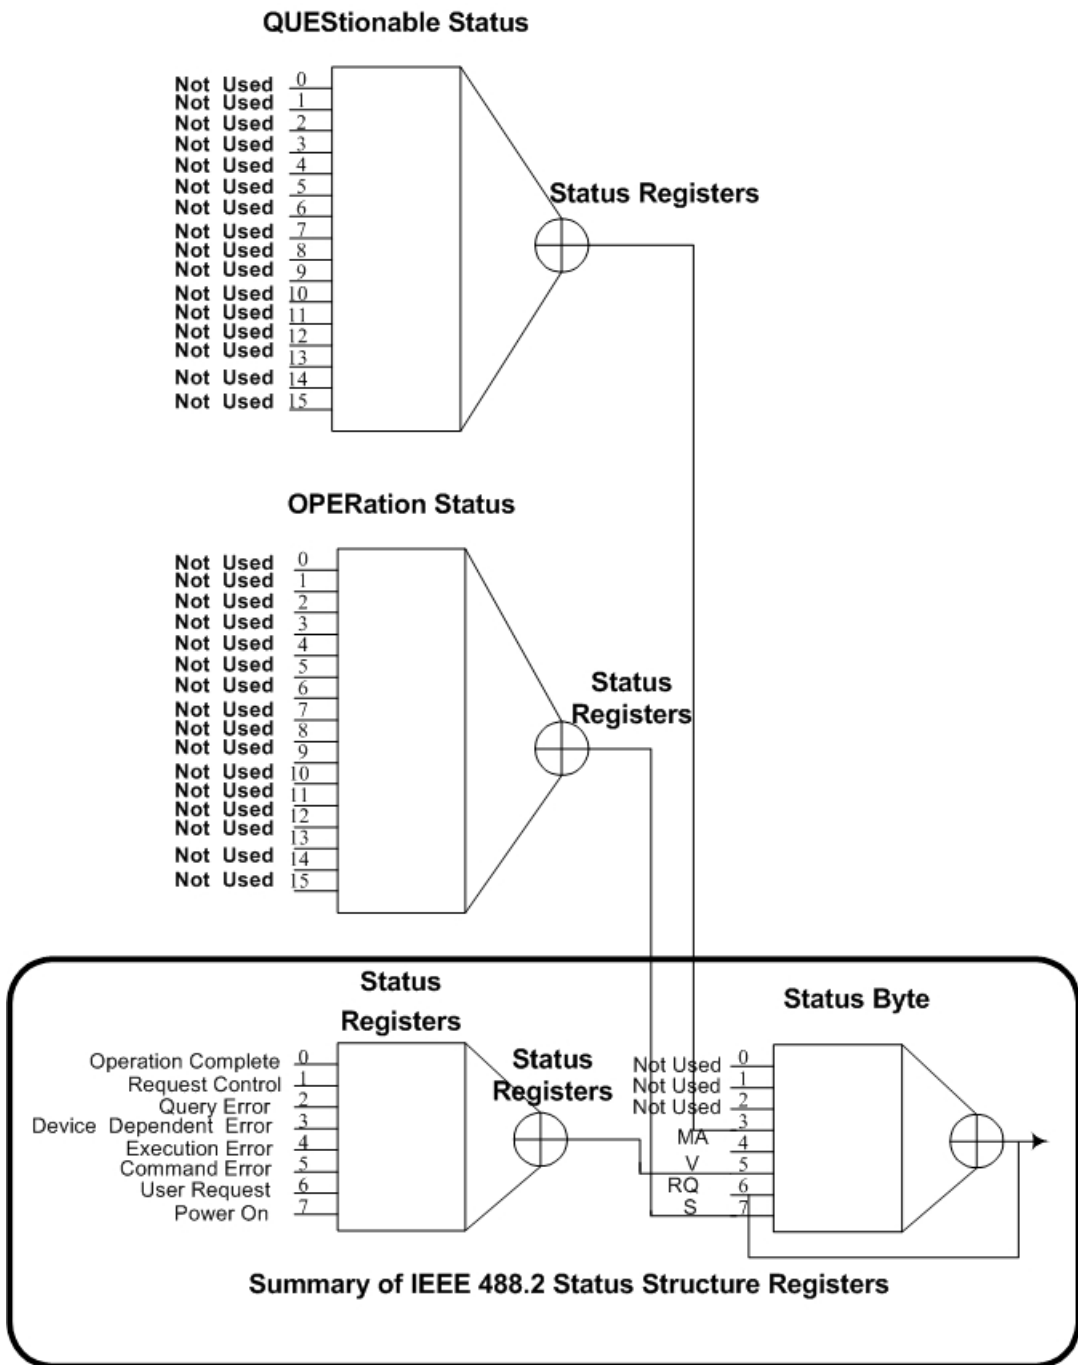 QUEStionable Status
Not Used 0
Not Used 1
Not Used 2
Not Used 3
Not Used 4
Not Used 5
Not Used 6
Not Used 7
Not Used 8
Not Used 9
Not Used 10
Not Used 11
Not Used 12
Not Used 13
Not Used 14
Not Used 15
Status Registers
OPERation Status
Not Used 0
Not Used 1
Not Used 2
Not Used 3
Not Used 4
Not Used 5
Not Used 6
Not Used 7
Not Used 8
Not Used 9
Not Used 10
Not Used 11
Not Used 12
Not Used 13
Not Used 14
Not Used 15
Status
Registers
Status
Registers
Operation Complete 0
Request Control 1
Query Error 2
Device Dependent Error 3
Execution Error 4
Command Error 5
User Request 6
Power On 7
Status
Registers
Status Byte
Not Used 0
Not Used 1
Not Used 2
3
MA 4
V 5
RQ 6
S 7
Summary of IEEE 488.2 Status Structure Registers